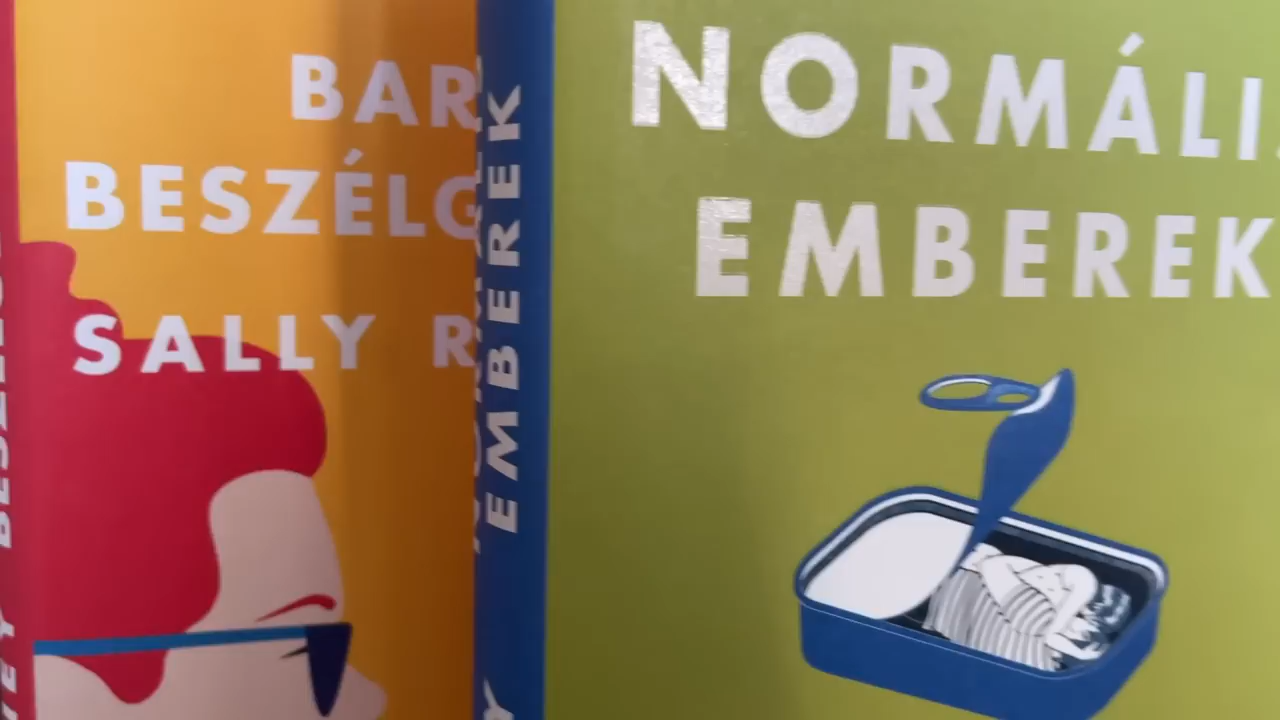 BAR
BESZÉLG
SALLY R
EMBEREK
NORMÁLI
EMBEREK